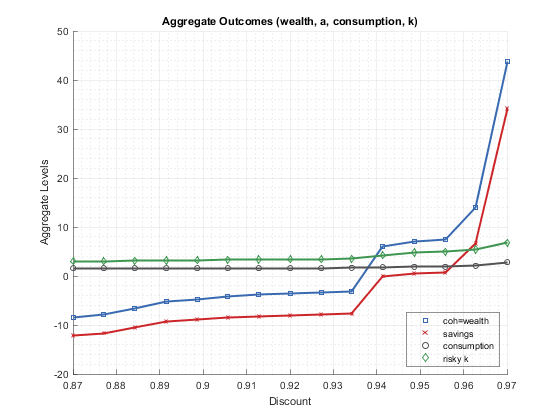 Aggregate Outcomes (wealth, a, consumption, k)
50
40
30
20
10
0
-10
-20
Aggregate Levels
0.87
0.88
0.89
0.9
0.91
0.92
0.93
0.94
0.95
0.96
0.97
Discount
coh=wealth
savings
consumption
risky k